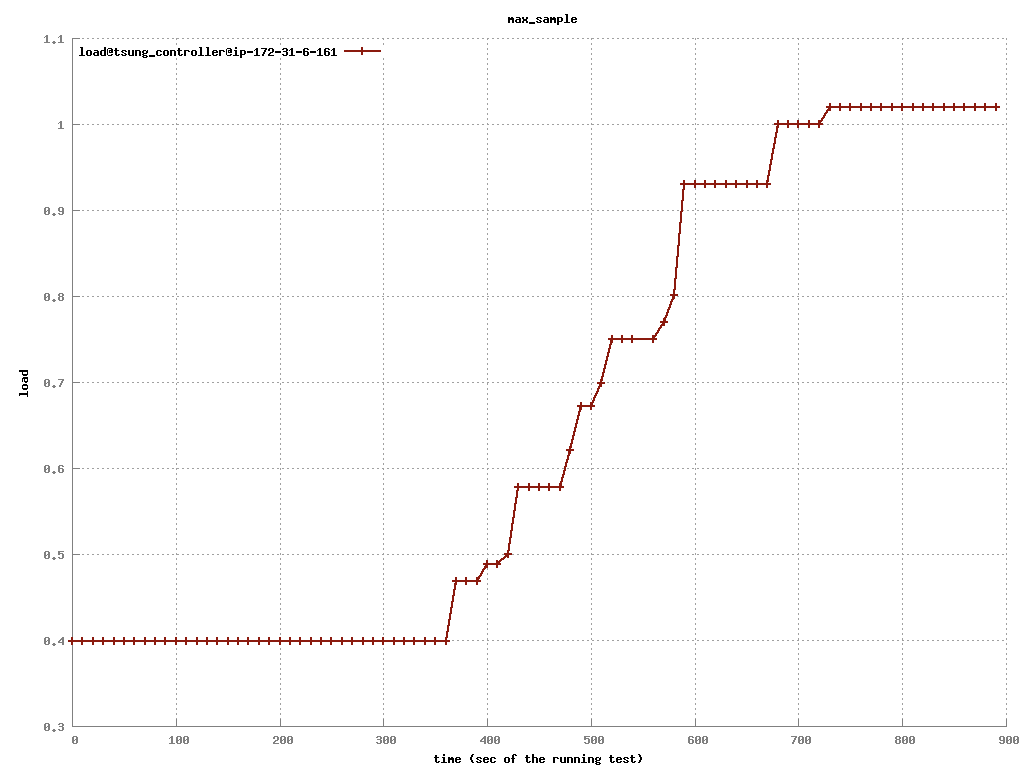 max_sample
load@tsung_controller@ip-172-31-6-161
1.1
1
0.9
0.8
0.7
0.6
0.5
0.4
0.3
load
0 100 200 300 400 500 600 700 800 900
time (sec of the running test)